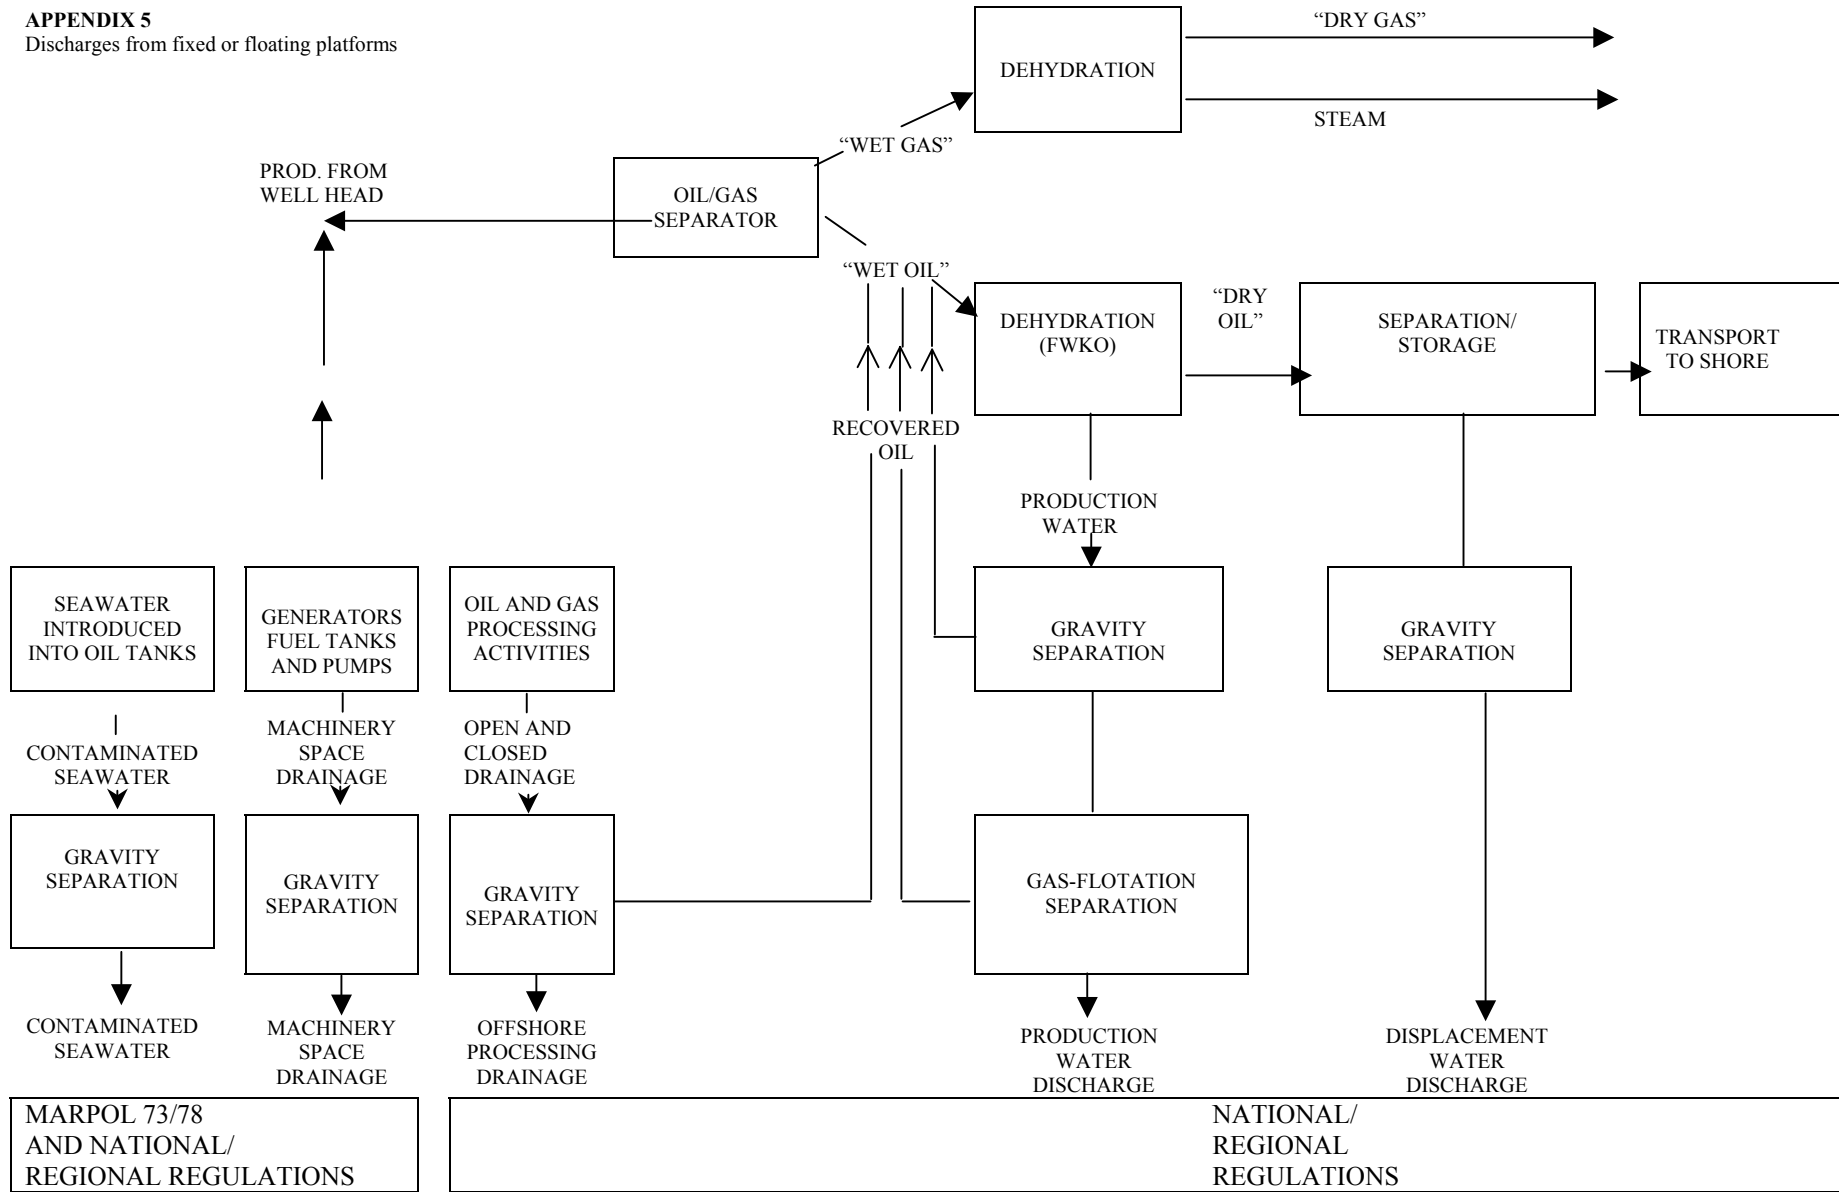 APPENDIX 5
Discharges from fixed or floating platforms
“DRY GAS”
DEHYDRATION
STEAM
“WET GAS”
PROD. FROM
WELL HEAD
OIL/GAS
SEPARATOR
“WET OIL”
DEHYDRATION
(FWKO)
“DRY
OIL”
SEPARATION/
STORAGE
TRANSPORT
TO SHORE
RECOVERED
OIL
PRODUCTION
WATER
SEAWATER
INTRODUCED
INTO OIL TANKS
GENERATORS
FUEL TANKS
AND PUMPS
OIL AND GAS
PROCESSING
ACTIVITIES
GRAVITY
SEPARATION
GRAVITY
SEPARATION
CONTAMINATED
SEAWATER
MACHINERY
SPACE
DRAINAGE
OPEN AND
CLOSED
DRAINAGE
GRAVITY
SEPARATION
GRAVITY
SEPARATION
GRAVITY
SEPARATION
GAS-FLOTATION
SEPARATION
CONTAMINATED
SEAWATER
MACHINERY
SPACE
DRAINAGE
OFFSHORE
PROCESSING
DRAINAGE
PRODUCTION
WATER
DISCHARGE
DISPLACEMENT
WATER
DISCHARGE
MARPOL 73/78
AND NATIONAL/
REGIONAL REGULATIONS
NATIONAL/
REGIONAL
REGULATIONS